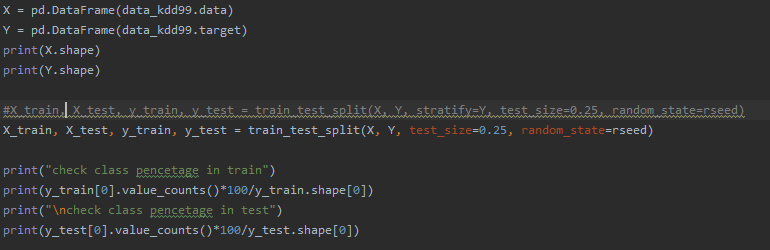 X = pd.DataFrame(data_kdd99.data)
Y = pd.DataFrame(data_kdd99.target)
print(X.shape)
print(Y.shape)
#X_train, X_test, y_train, y_test = train_test_split(X, Y, stratify=Y, test_size=0.25, random_state=rseed)
X_train, X_test, y_train, y_test = train_test_split(X, Y, test_size=0.25, random_state=rseed)
print("check class pencetage in train")
print(y_train[0].value_counts()*100/y_train.shape[0])
print("\ncheck class pencetage in test")
print(y_test[0].value_counts()*100/y_test.shape[0])